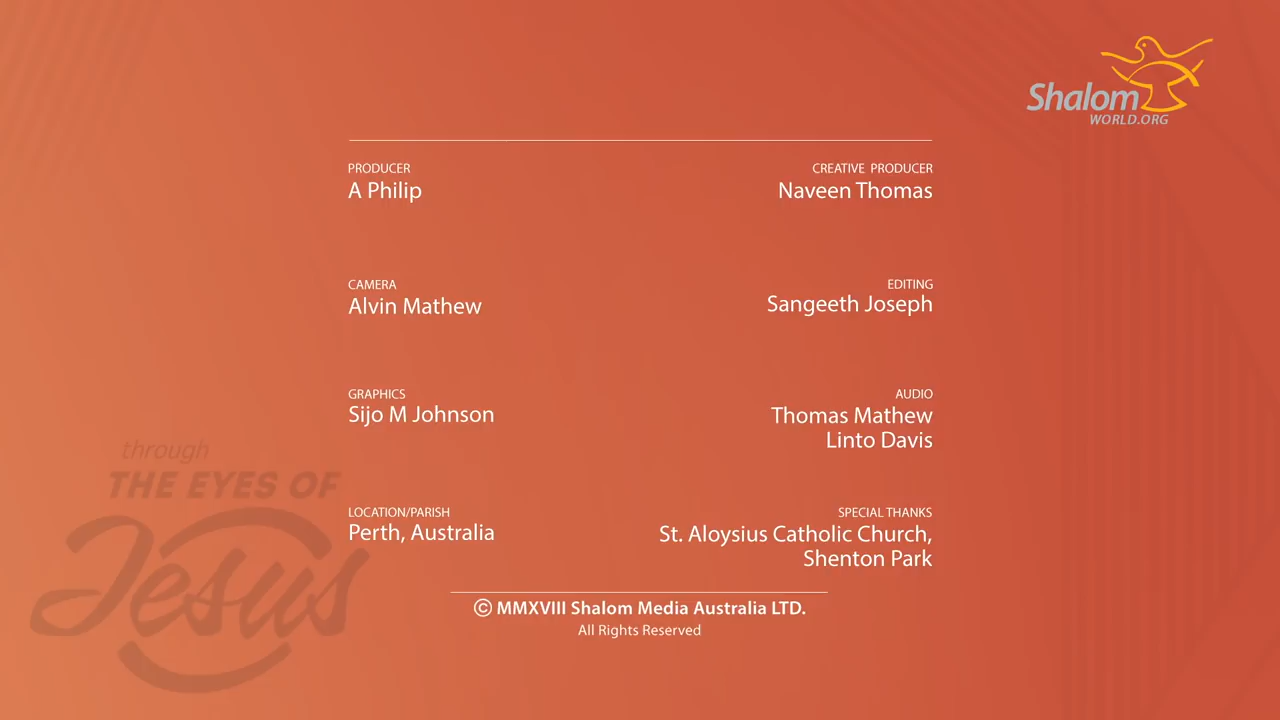 Shalom
WORLD.ORG
PRODUCER
A Philip
CREATIVE PRODUCER
Naveen Thomas
CAMERA
Alvin Mathew
EDITING
Sangeeth Joseph
GRAPHICS
Sijo M Johnson
AUDIO
Thomas Mathew
Linto Davis
through
THE EYES OF
Jesus
LOCATION/PARISH
Perth, Australia
SPECIAL THANKS
St. Aloysius Catholic Church,
Shenton Park
© MMXVIII Shalom Media Australia LTD.
All Rights Reserved